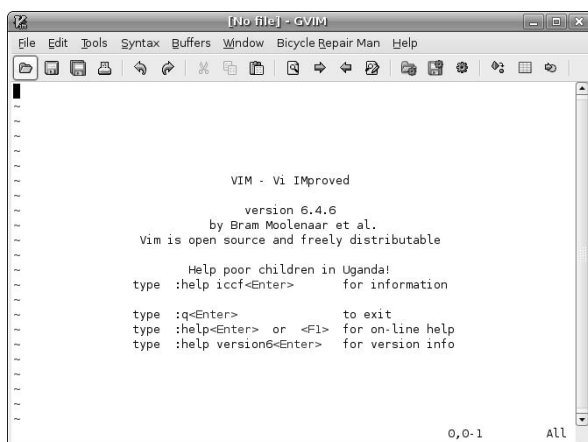 [No file] - GVIM
File Edit Tools Syntax Buffers Window Bicycle Repair Man Help
~
~
~
~
~
~
~ VIM - Vi IMproved
~
~ version 6.4.6
~ by Bram Moolenaar et al.
~ Vim is open source and freely distributable
~
~ Help poor children in Uganda!
~ type :help iccf<Enter> for information
~
~ type :q<Enter> to exit
~ type :help<Enter> or <F1> for on-line help
~ type :help version6<Enter> for version info
~
~
~
~
~
0,0-1 All